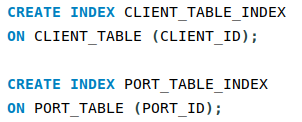 CREATE INDEX CLIENT_TABLE_INDEX
ON CLIENT_TABLE (CLIENT_ID);
CREATE INDEX PORT_TABLE_INDEX
ON PORT_TABLE (PORT_ID);